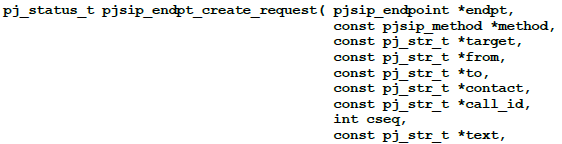 pj_status_t pjsip_endpt_create_request( pjsip_endpoint *endpt,
const pjsip_method *method,
const pj_str_t *target,
const pj_str_t *from,
const pj_str_t *to,
const pj_str_t *contact,
const pj_str_t *call_id,
int cseq,
const pj_str_t *text,